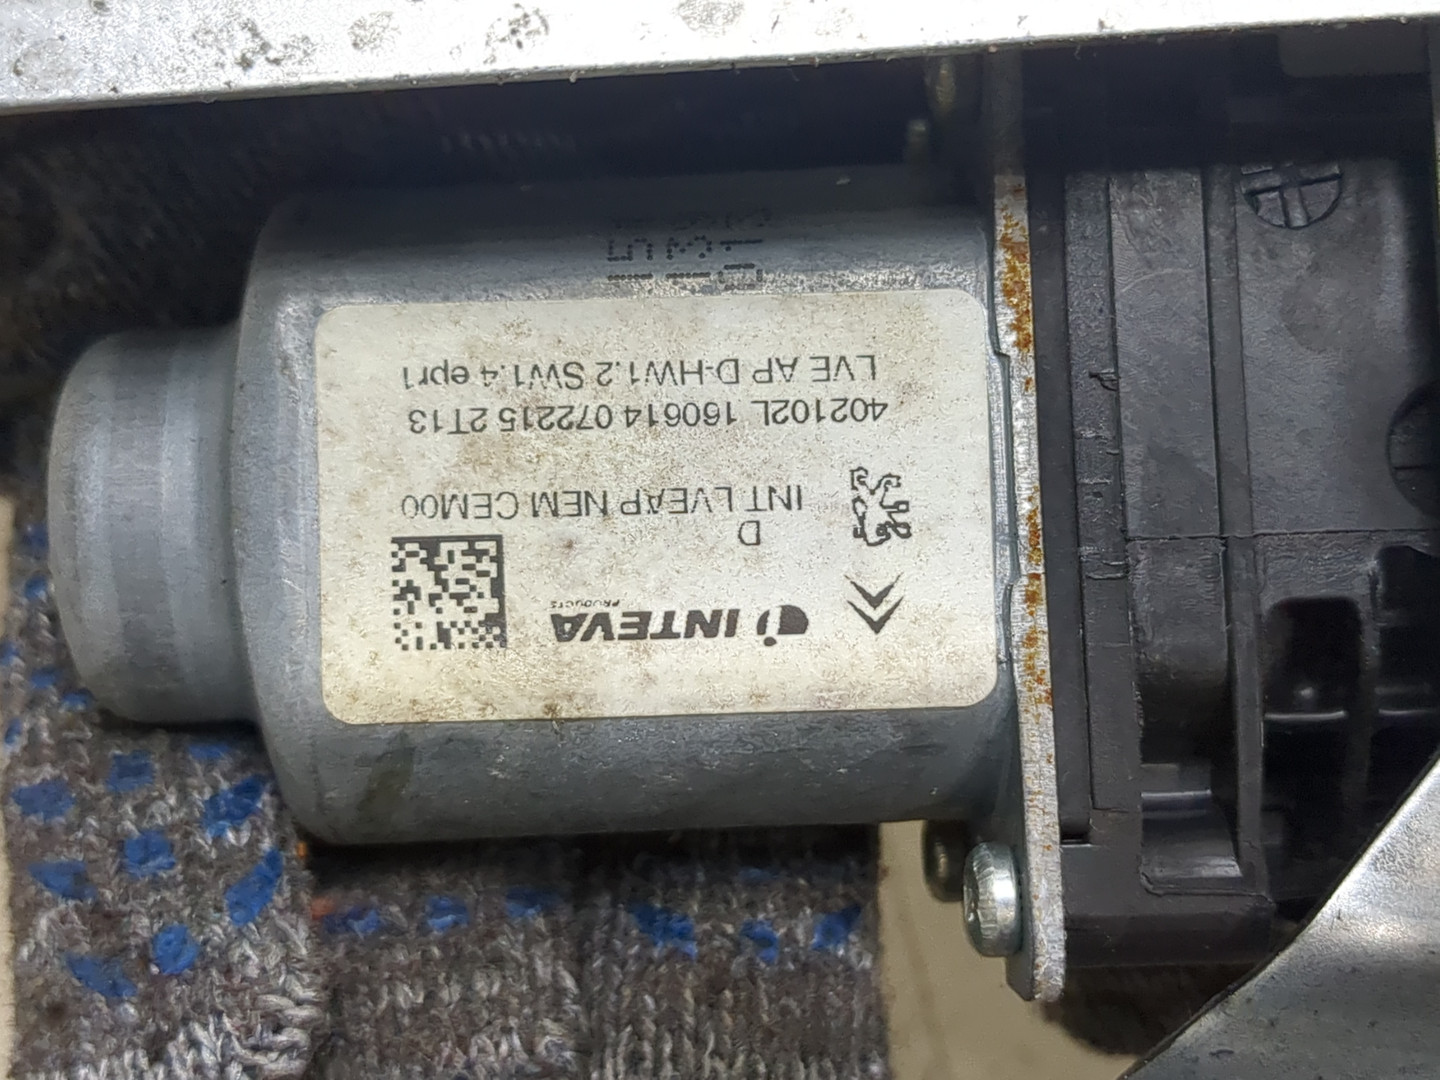 INTEVA
PRODUCTS
D
INT LVEAP NEM CEM00
402102L 160614 072215 2T13
LVE AP D-HW1.2 SW1.4 epr1